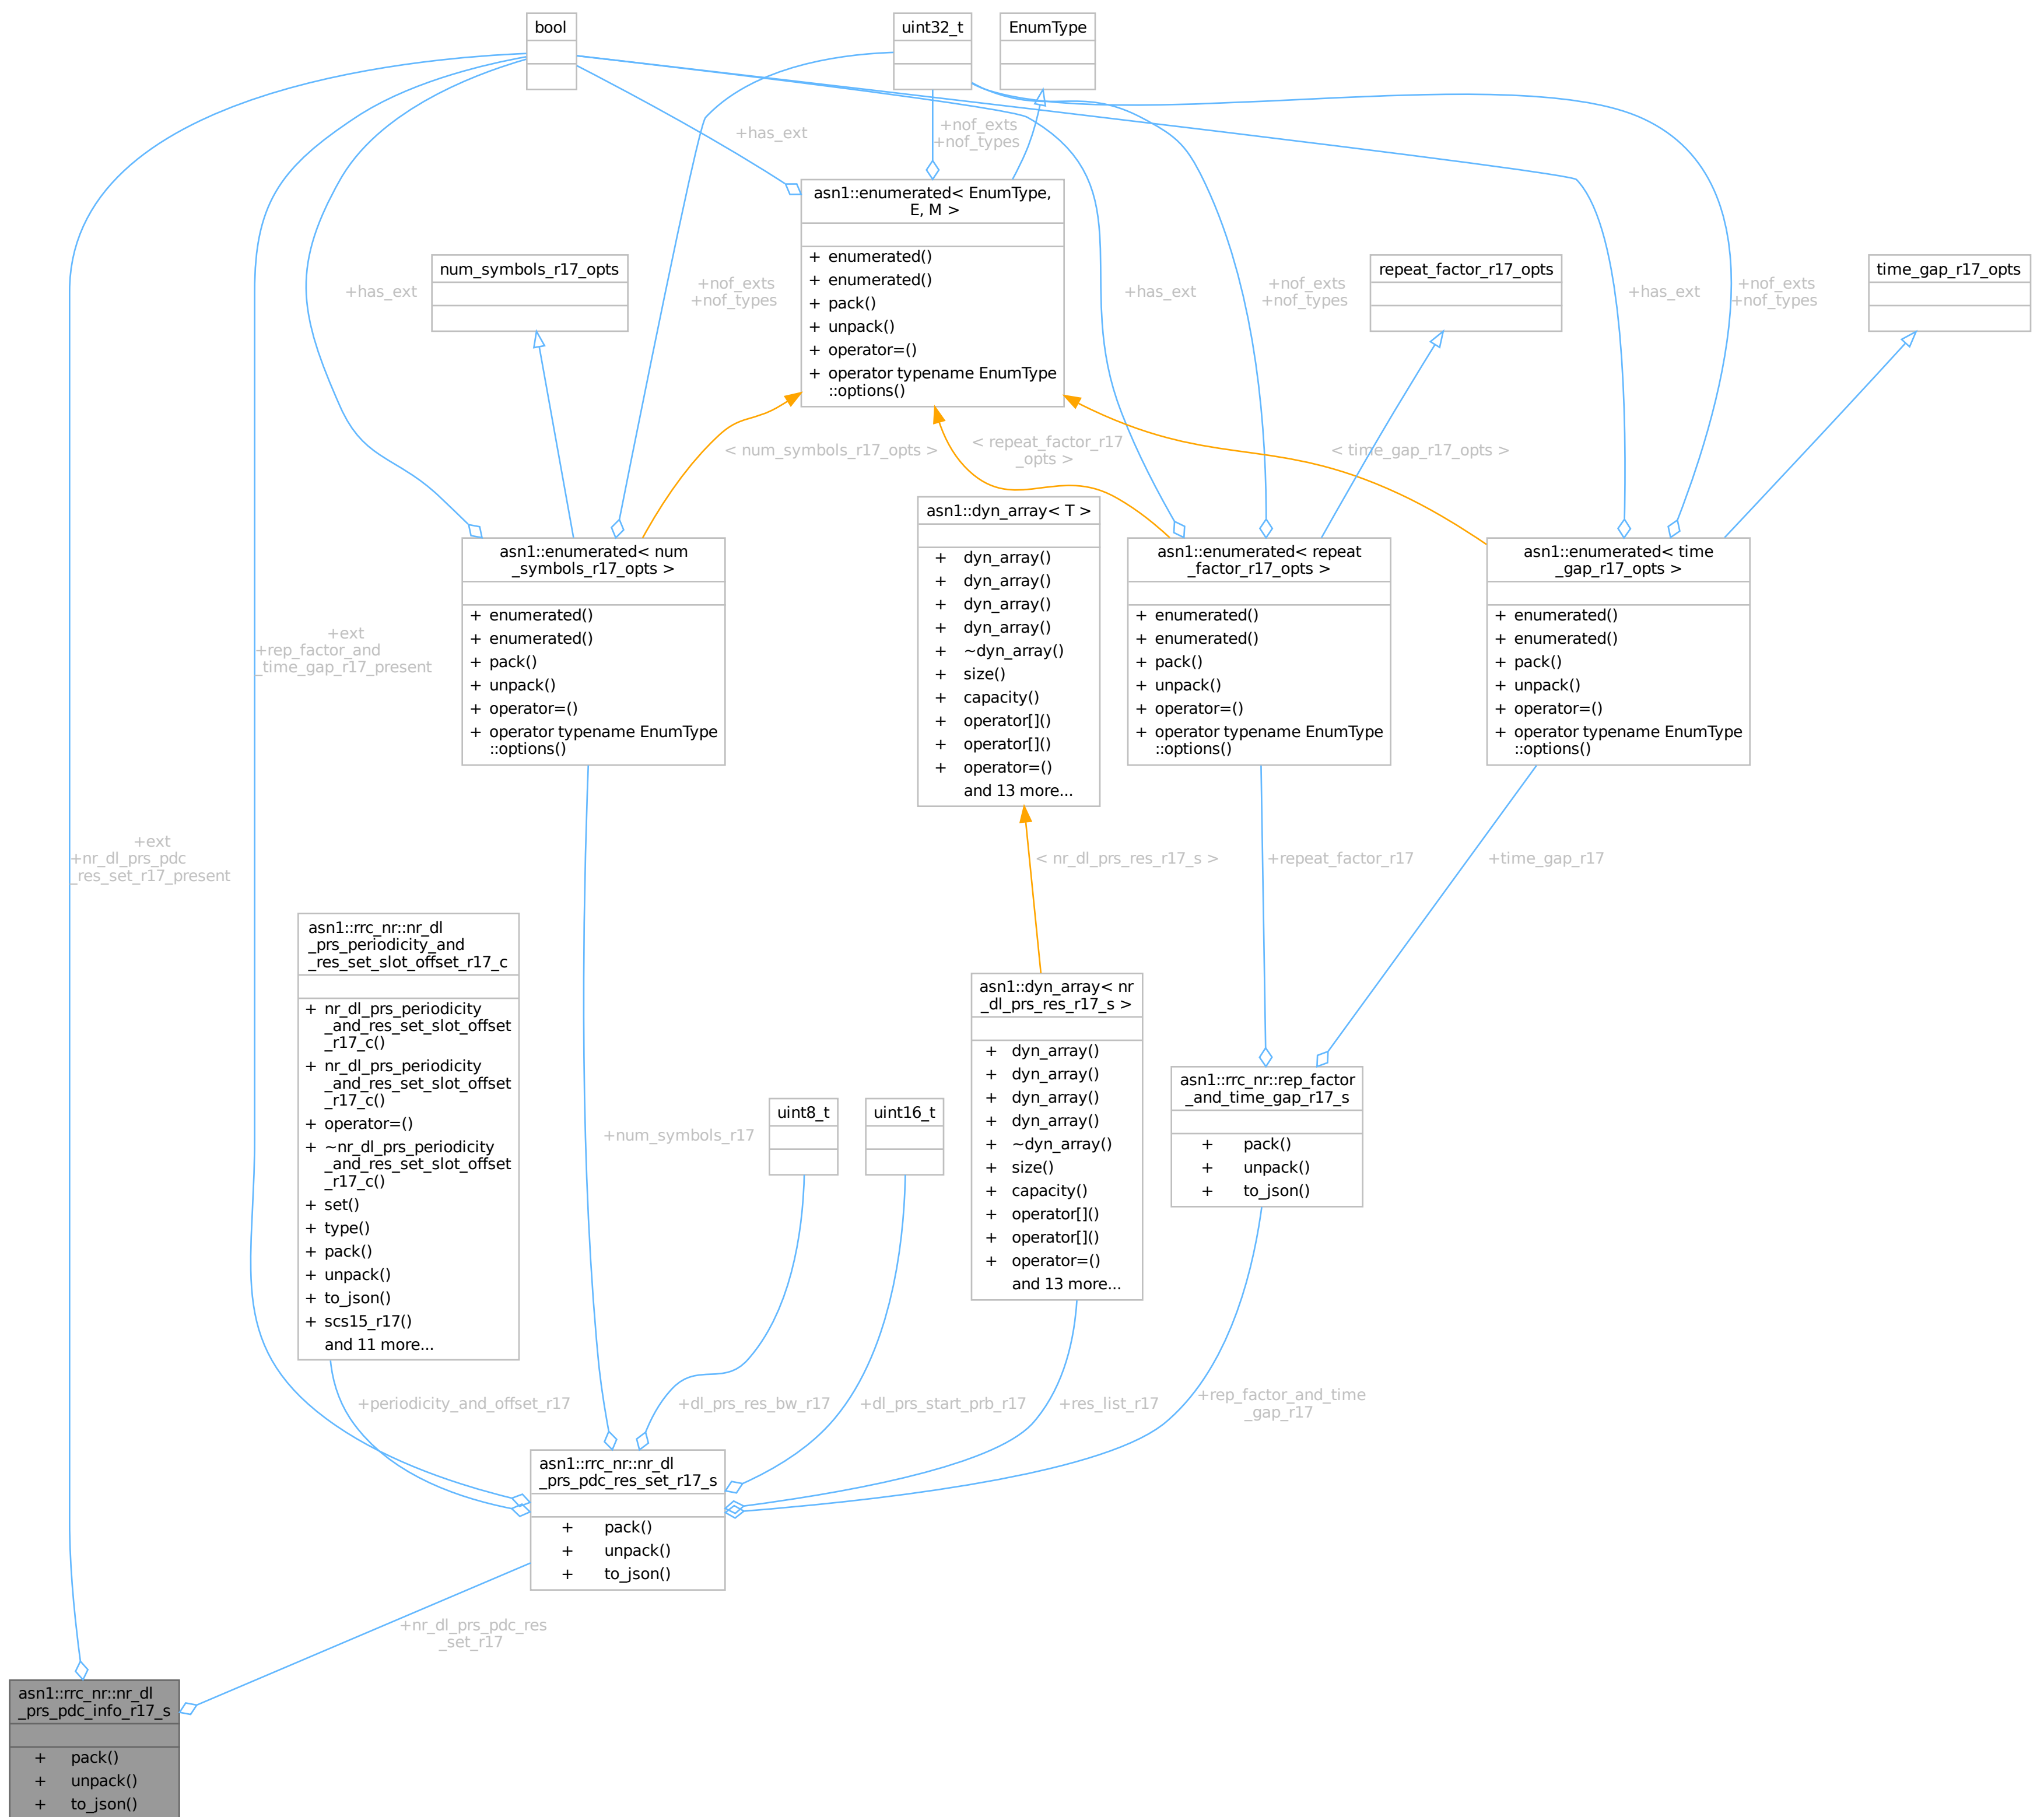 bool
uint32_t
EnumType
+has_ext
+nof_exts
+nof_types
asn1::enumerated< EnumType,
E, M >
+ enumerated()
+ enumerated()
+ pack()
+ unpack()
+ operator=()
+ operator typename EnumType
::options()
num_symbols_r17_opts
repeat_factor_r17_opts
time_gap_r17_opts
+has_ext
+nof_exts
+nof_types
+has_ext
+nof_exts
+nof_types
+has_ext
+nof_exts
+nof_types
< num_symbols_r17_opts >
< repeat_factor_r17
_opts >
< time_gap_r17_opts >
asn1::enumerated< num
_symbols_r17_opts >
+ enumerated()
+ enumerated()
+ pack()
+ unpack()
+ operator=()
+ operator typename EnumType
::options()
asn1::dyn_array< T >
+ dyn_array()
+ dyn_array()
+ dyn_array()
+ dyn_array()
+ ~dyn_array()
+ size()
+ capacity()
+ operator[]()
+ operator[]()
+ operator=()
and 13 more...
asn1::enumerated< repeat
_factor_r17_opts >
+ enumerated()
+ enumerated()
+ pack()
+ unpack()
+ operator=()
+ operator typename EnumType
::options()
asn1::enumerated< time
_gap_r17_opts >
+ enumerated()
+ enumerated()
+ pack()
+ unpack()
+ operator=()
+ operator typename EnumType
::options()
+ext
+rep_factor_and
_time_gap_r17_present
+ext
+nr_dl_prs_pdc
_res_set_r17_present
< nr_dl_prs_res_r17_s >
+repeat_factor_r17
+time_gap_r17
asn1::rrc_nr::nr_dl
_prs_periodicity_and
_res_set_slot_offset_r17_c
+ nr_dl_prs_periodicity
_and_res_set_slot_offset
_r17_c()
+ nr_dl_prs_periodicity
_and_res_set_slot_offset
_r17_c()
+ operator=()
+ ~nr_dl_prs_periodicity
_and_res_set_slot_offset
_r17_c()
+ set()
+ type()
+ pack()
+ unpack()
+ to_json()
+ scs15_r17()
and 11 more...
+num_symbols_r17
uint8_t
uint16_t
asn1::dyn_array< nr
_dl_prs_res_r17_s >
+ dyn_array()
+ dyn_array()
+ dyn_array()
+ dyn_array()
+ ~dyn_array()
+ size()
+ capacity()
+ operator[]()
+ operator[]()
+ operator=()
and 13 more...
asn1::rrc_nr::rep_factor
_and_time_gap_r17_s
+ pack()
+ unpack()
+ to_json()
+periodicity_and_offset_r17
+dl_prs_res_bw_r17
+dl_prs_start_prb_r17
+res_list_r17
+rep_factor_and_time
_gap_r17
asn1::rrc_nr::nr_dl
_prs_pdc_res_set_r17_s
+ pack()
+ unpack()
+ to_json()
+nr_dl_prs_pdc_res
_set_r17
asn1::rrc_nr::nr_dl
_prs_pdc_info_r17_s
+ pack()
+ unpack()
+ to_json()